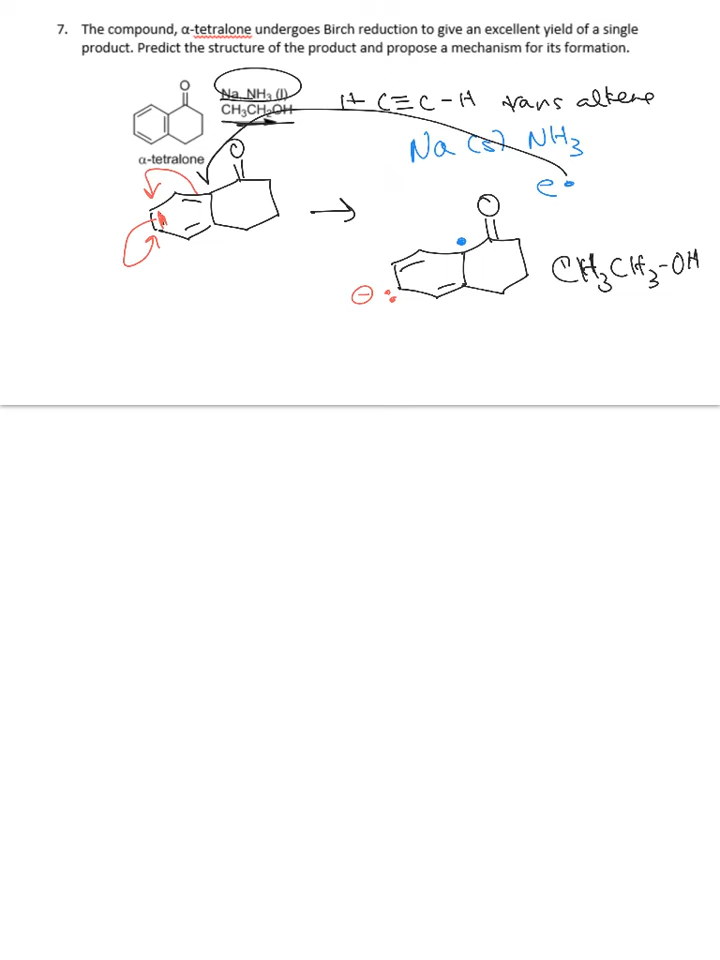 7. The compound, α-tetralone undergoes Birch reduction to give an excellent yield of a single
product. Predict the structure of the product and propose a mechanism for its formation.
O
Na, NH₃ (l)
CH₃CH₂OH
α-tetralone
H C≡C-H trans alkene
Na (s) NH₃
e•
O
O
CH₃CH₃-OH
⊖ :